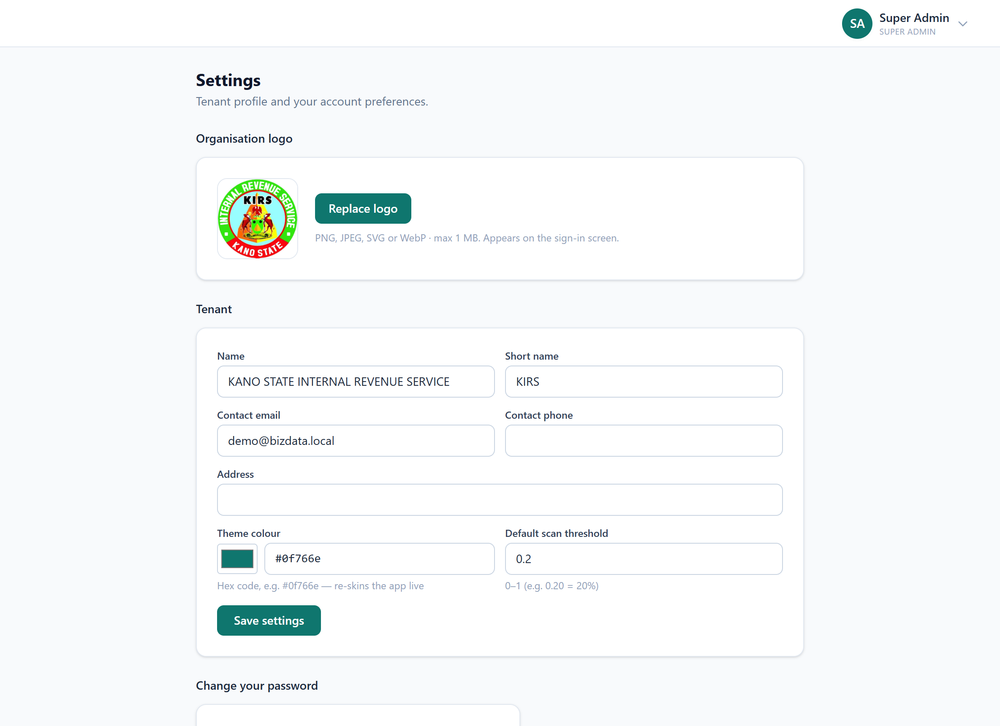 SA
Super Admin
SUPER ADMIN
Settings
Tenant profile and your account preferences.
Organisation logo
INTERNAL REVENUE SERVICE
KIRS
KANO STATE
Replace logo
PNG, JPEG, SVG or WebP · max 1 MB. Appears on the sign-in screen.
Tenant
Name
Short name
KANO STATE INTERNAL REVENUE SERVICE
KIRS
Contact email
Contact phone
demo@bizdata.local
Address
Theme colour
Default scan threshold
#0f766e
0.2
Hex code, e.g. #0f766e — re-skins the app live
0–1 (e.g. 0.20 = 20%)
Save settings
Change your password